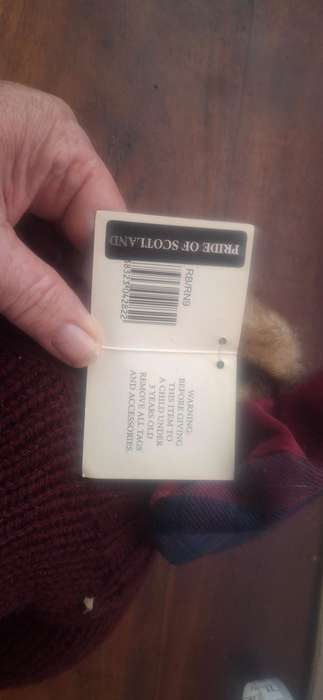 PRIDE OF SCOTLAND
RB/RN9
WARNING:
BEFORE GIVING
THIS ITEM TO
A CHILD UNDER
3 YEARS OLD
REMOVE ALL TAGS
AND ACCESSORIES.